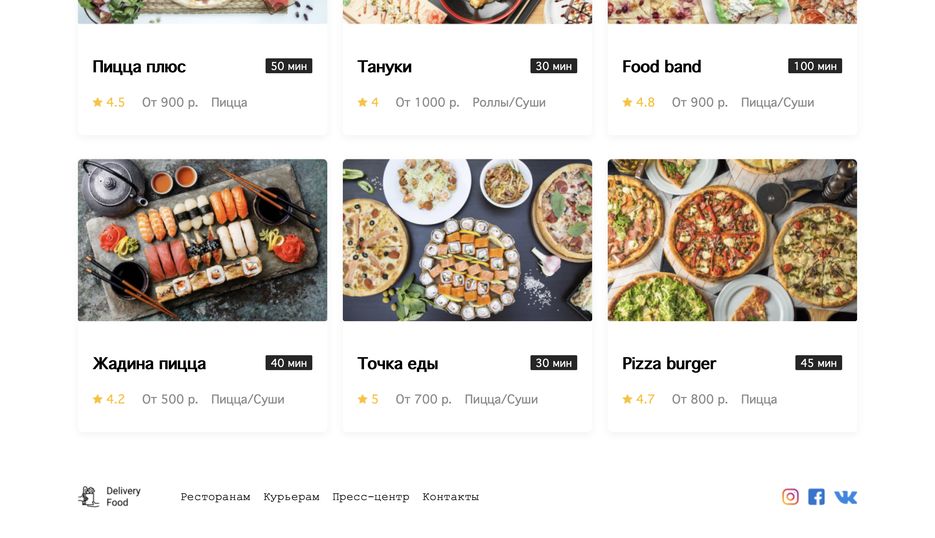 Пицца плюс 50 мин
4.5 От 900 р. Пицца
Тануки 30 мин
4 От 1000 р. Роллы/Суши
Food band 100 мин
4.8 От 900 р. Пицца/Суши
Жадина пицца 40 мин
4.2 От 500 р. Пицца/Суши
Точка еды 30 мин
5 От 700 р. Пицца/Суши
Pizza burger 45 мин
4.7 От 800 р. Пицца
Delivery
Food
Ресторанам Курьерам Пресс-центр Контакты